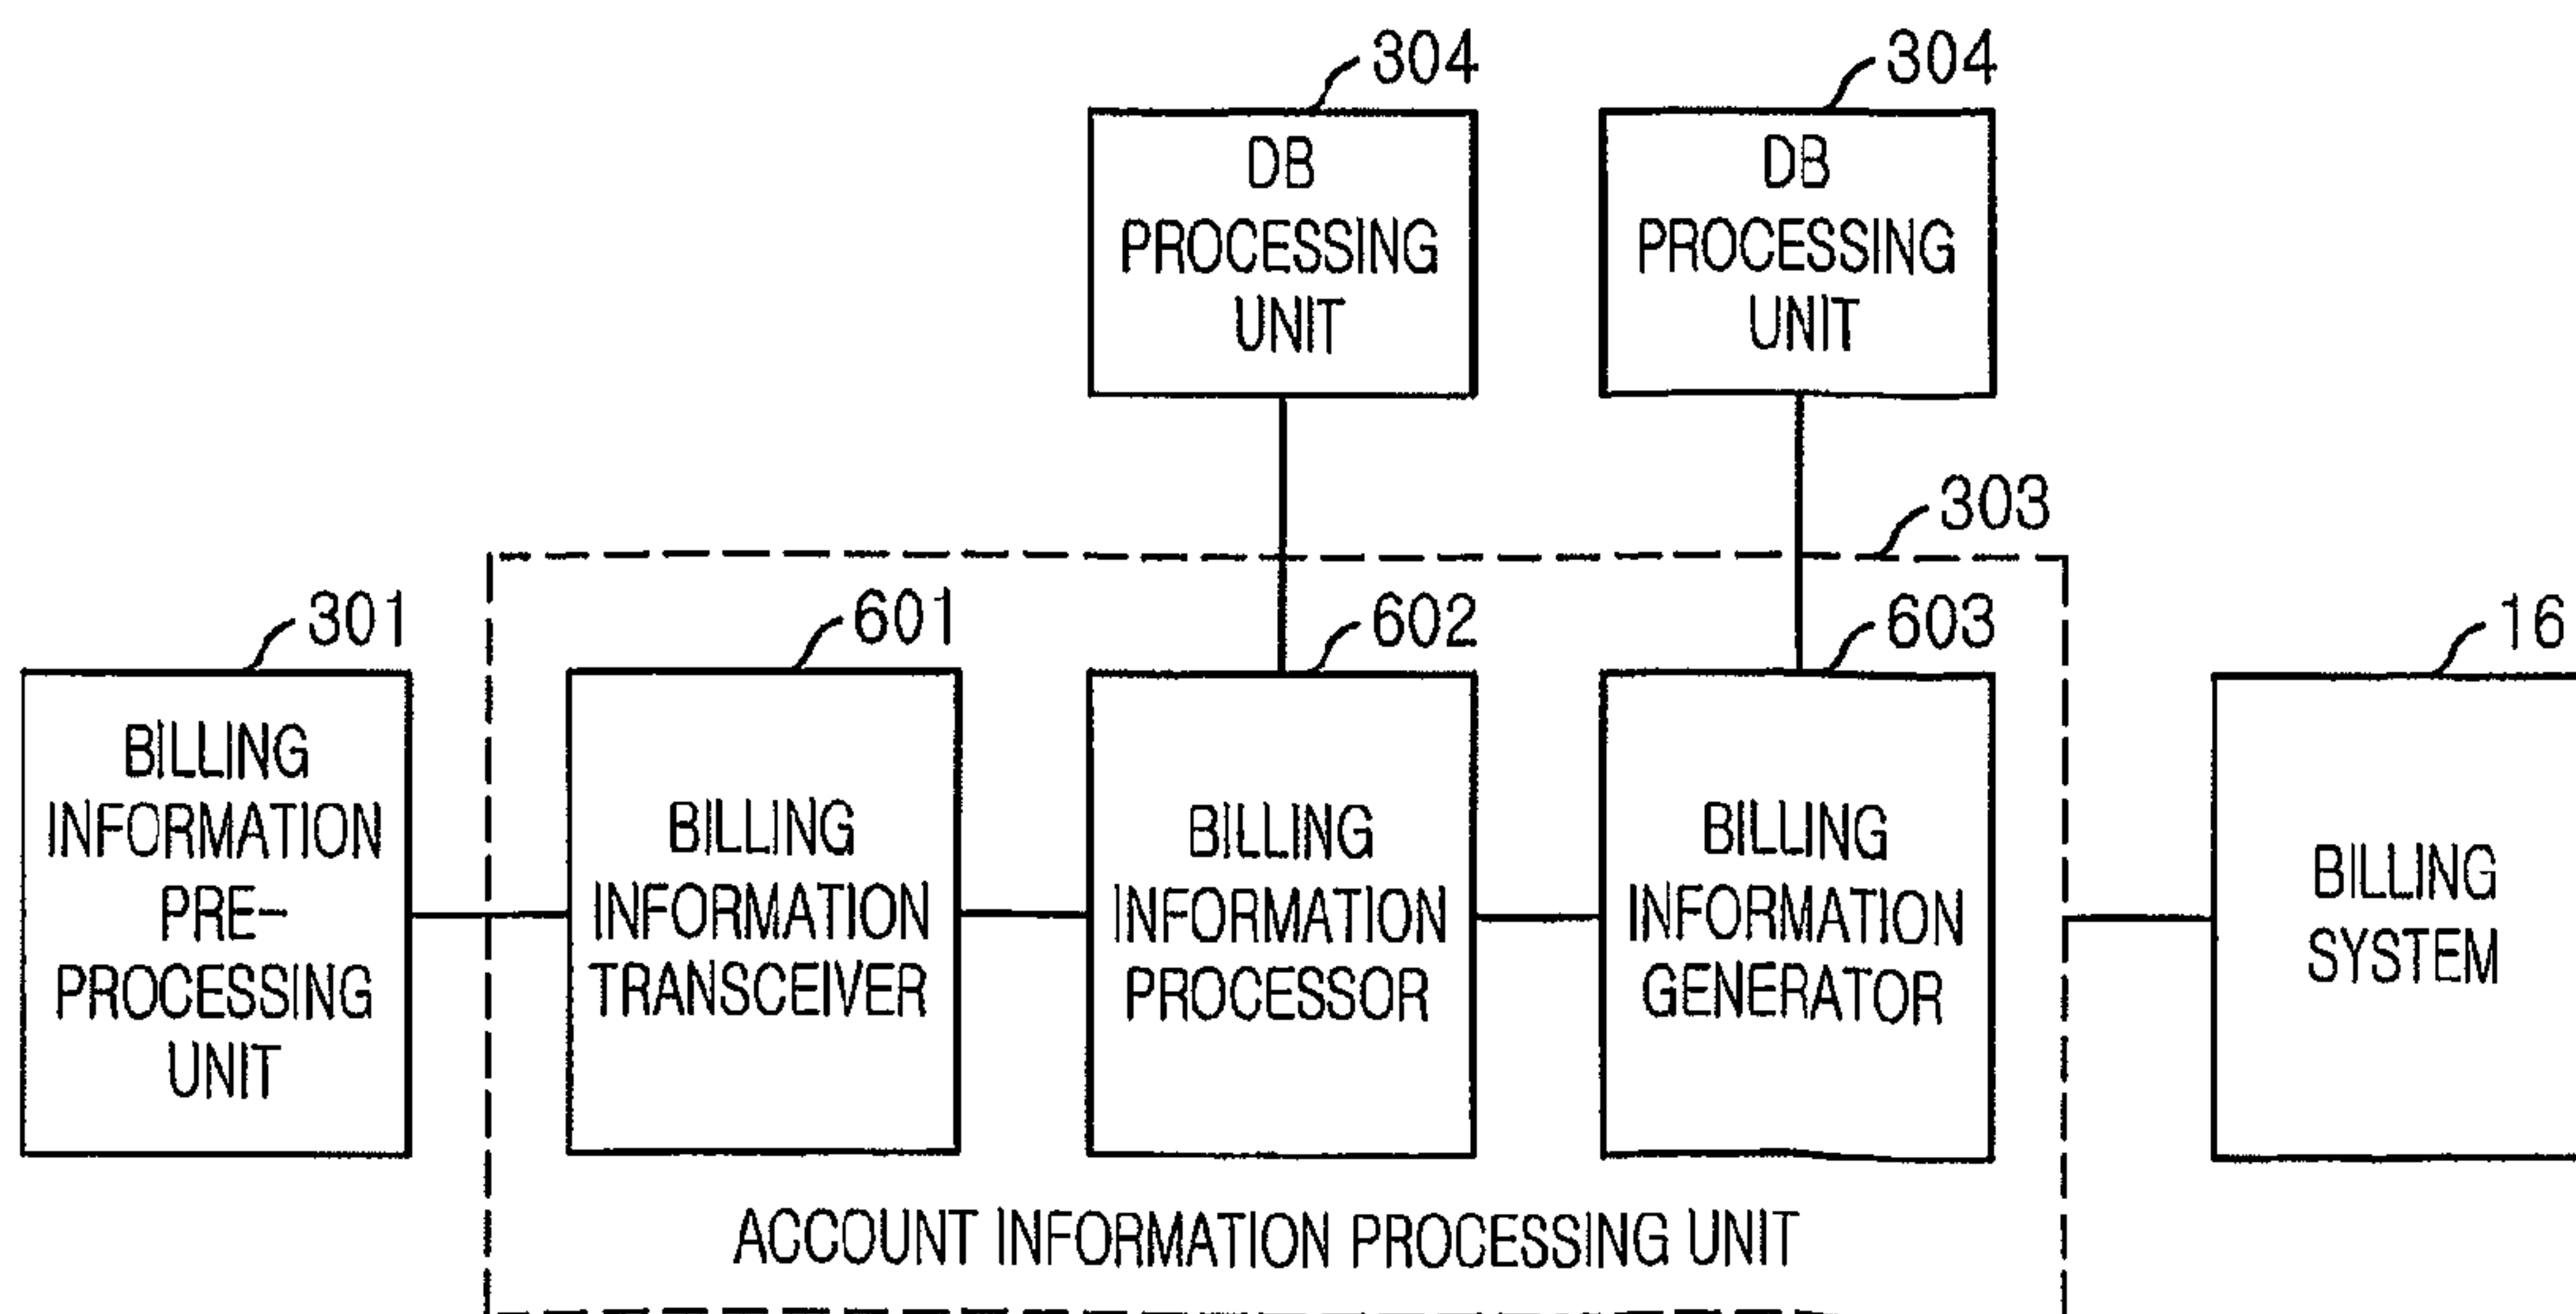 304
304
DB
PROCESSING
UNIT
DB
PROCESSING
UNIT
303
301
601
602
603
16
BILLING
INFORMATION
PRE-
PROCESSING
UNIT
BILLING
INFORMATION
TRANSCEIVER
BILLING
INFORMATION
PROCESSOR
BILLING
INFORMATION
GENERATOR
BILLING
SYSTEM
ACCOUNT INFORMATION PROCESSING UNIT